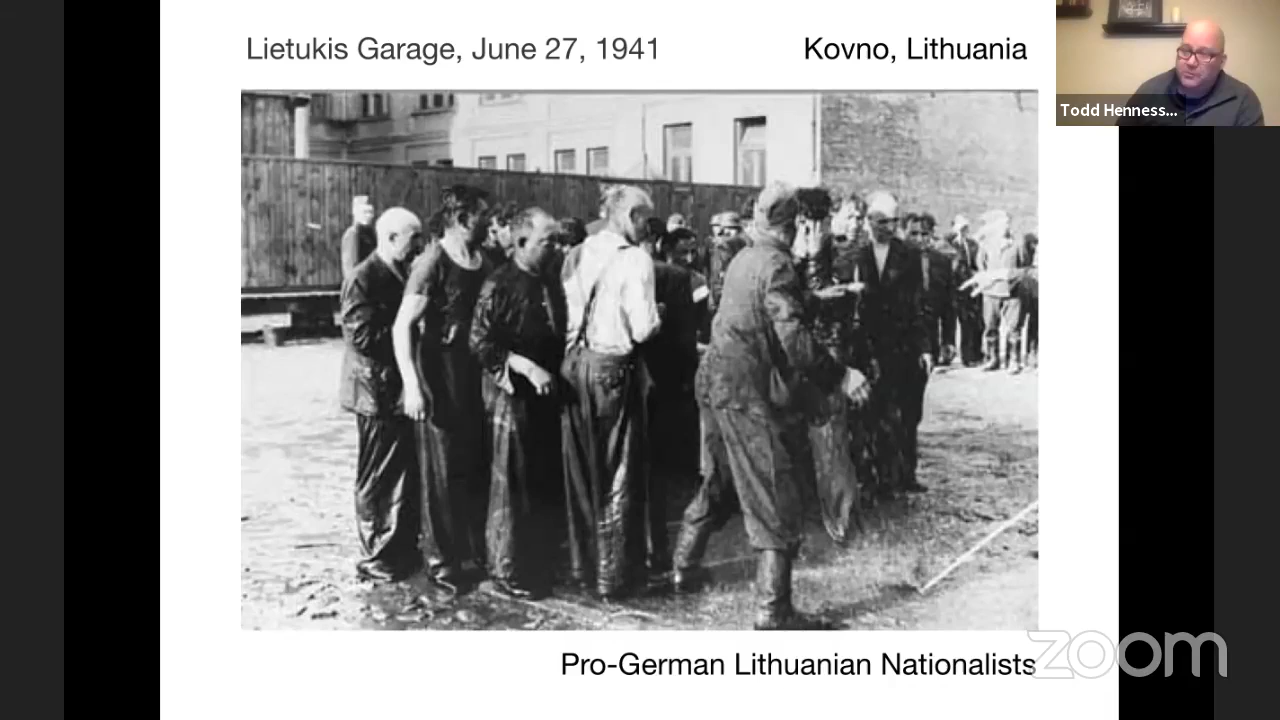 Lietukis Garage, June 27, 1941
Kovno, Lithuania
Todd Henness...
Pro-German Lithuanian Nationalists
zoom